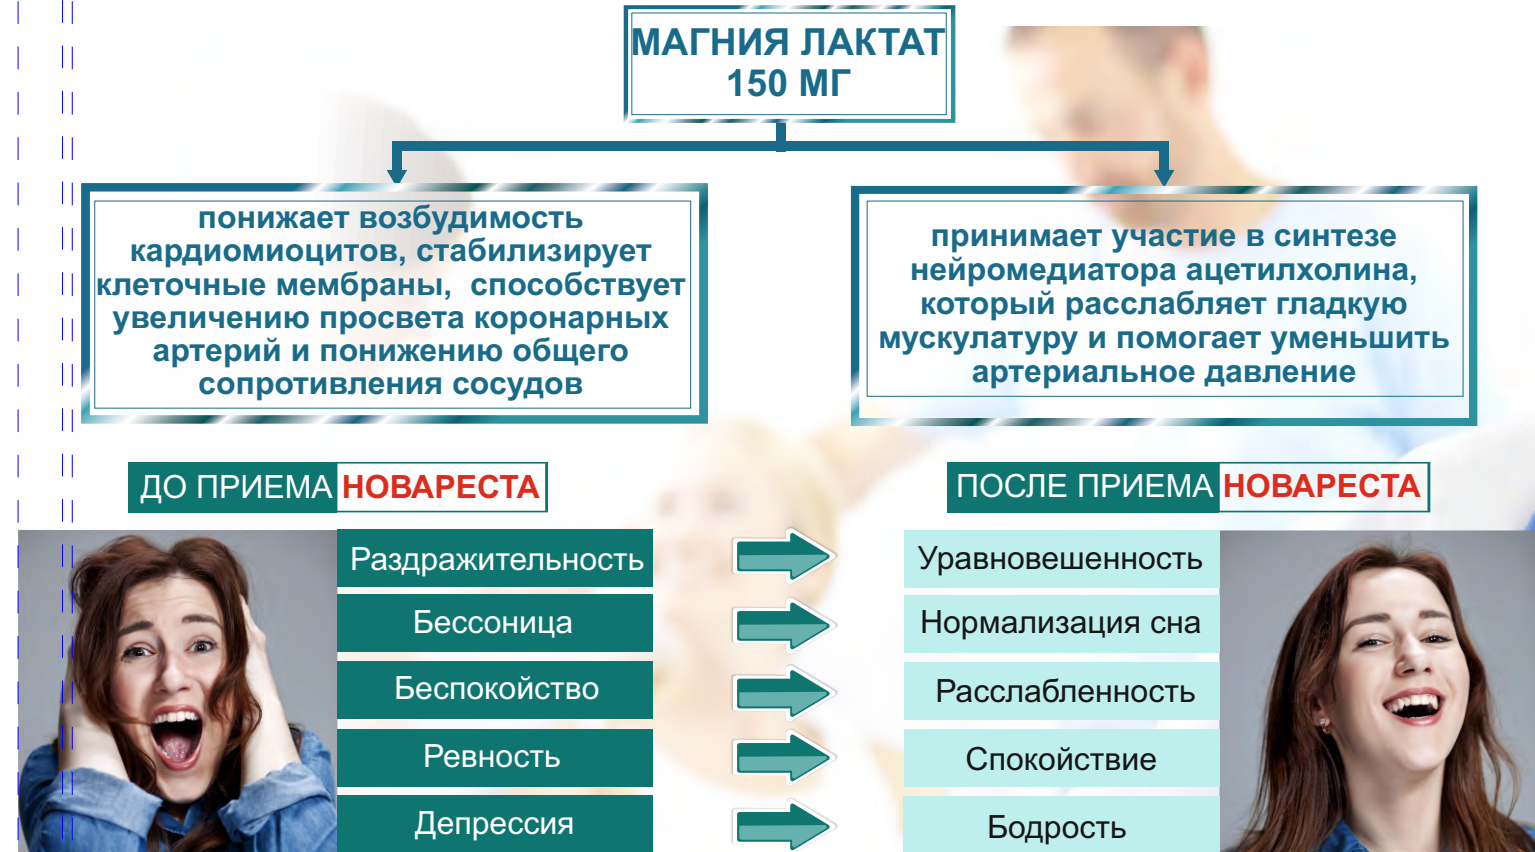 МАГНИЯ ЛАКТАТ
150 МГ
понижает возбудимость
кардиомиоцитов, стабилизирует
клеточные мембраны, способствует
увеличению просвета коронарных
артерий и понижению общего
сопротивления сосудов
принимает участие в синтезе
нейромедиатора ацетилхолина,
который расслабляет гладкую
мускулатуру и помогает уменьшить
артериальное давление
ДО ПРИЕМА НОВАРЕСТА
ПОСЛЕ ПРИЕМА НОВАРЕСТА
Раздражительность
Уравновешенность
Бессоница
Нормализация сна
Беспокойство
Расслабленность
Ревность
Спокойствие
Депрессия
Бодрость